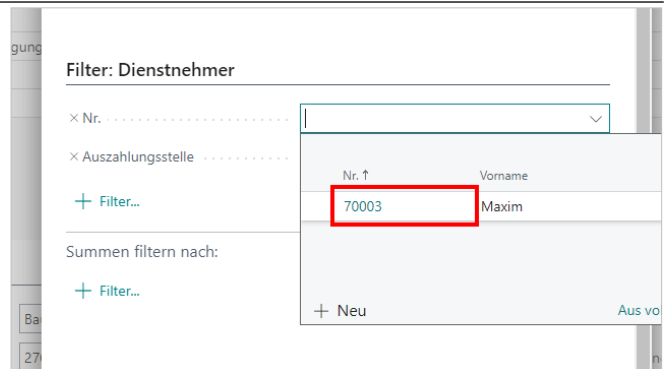 gung
Filter: Dienstnehmer
× Nr.
× Auszahlungsstelle
Nr. ↑ Vorname
+ Filter...
70003 Maxim
Summen filtern nach:
+ Filter...
+ Neu Aus vo
Ba
27